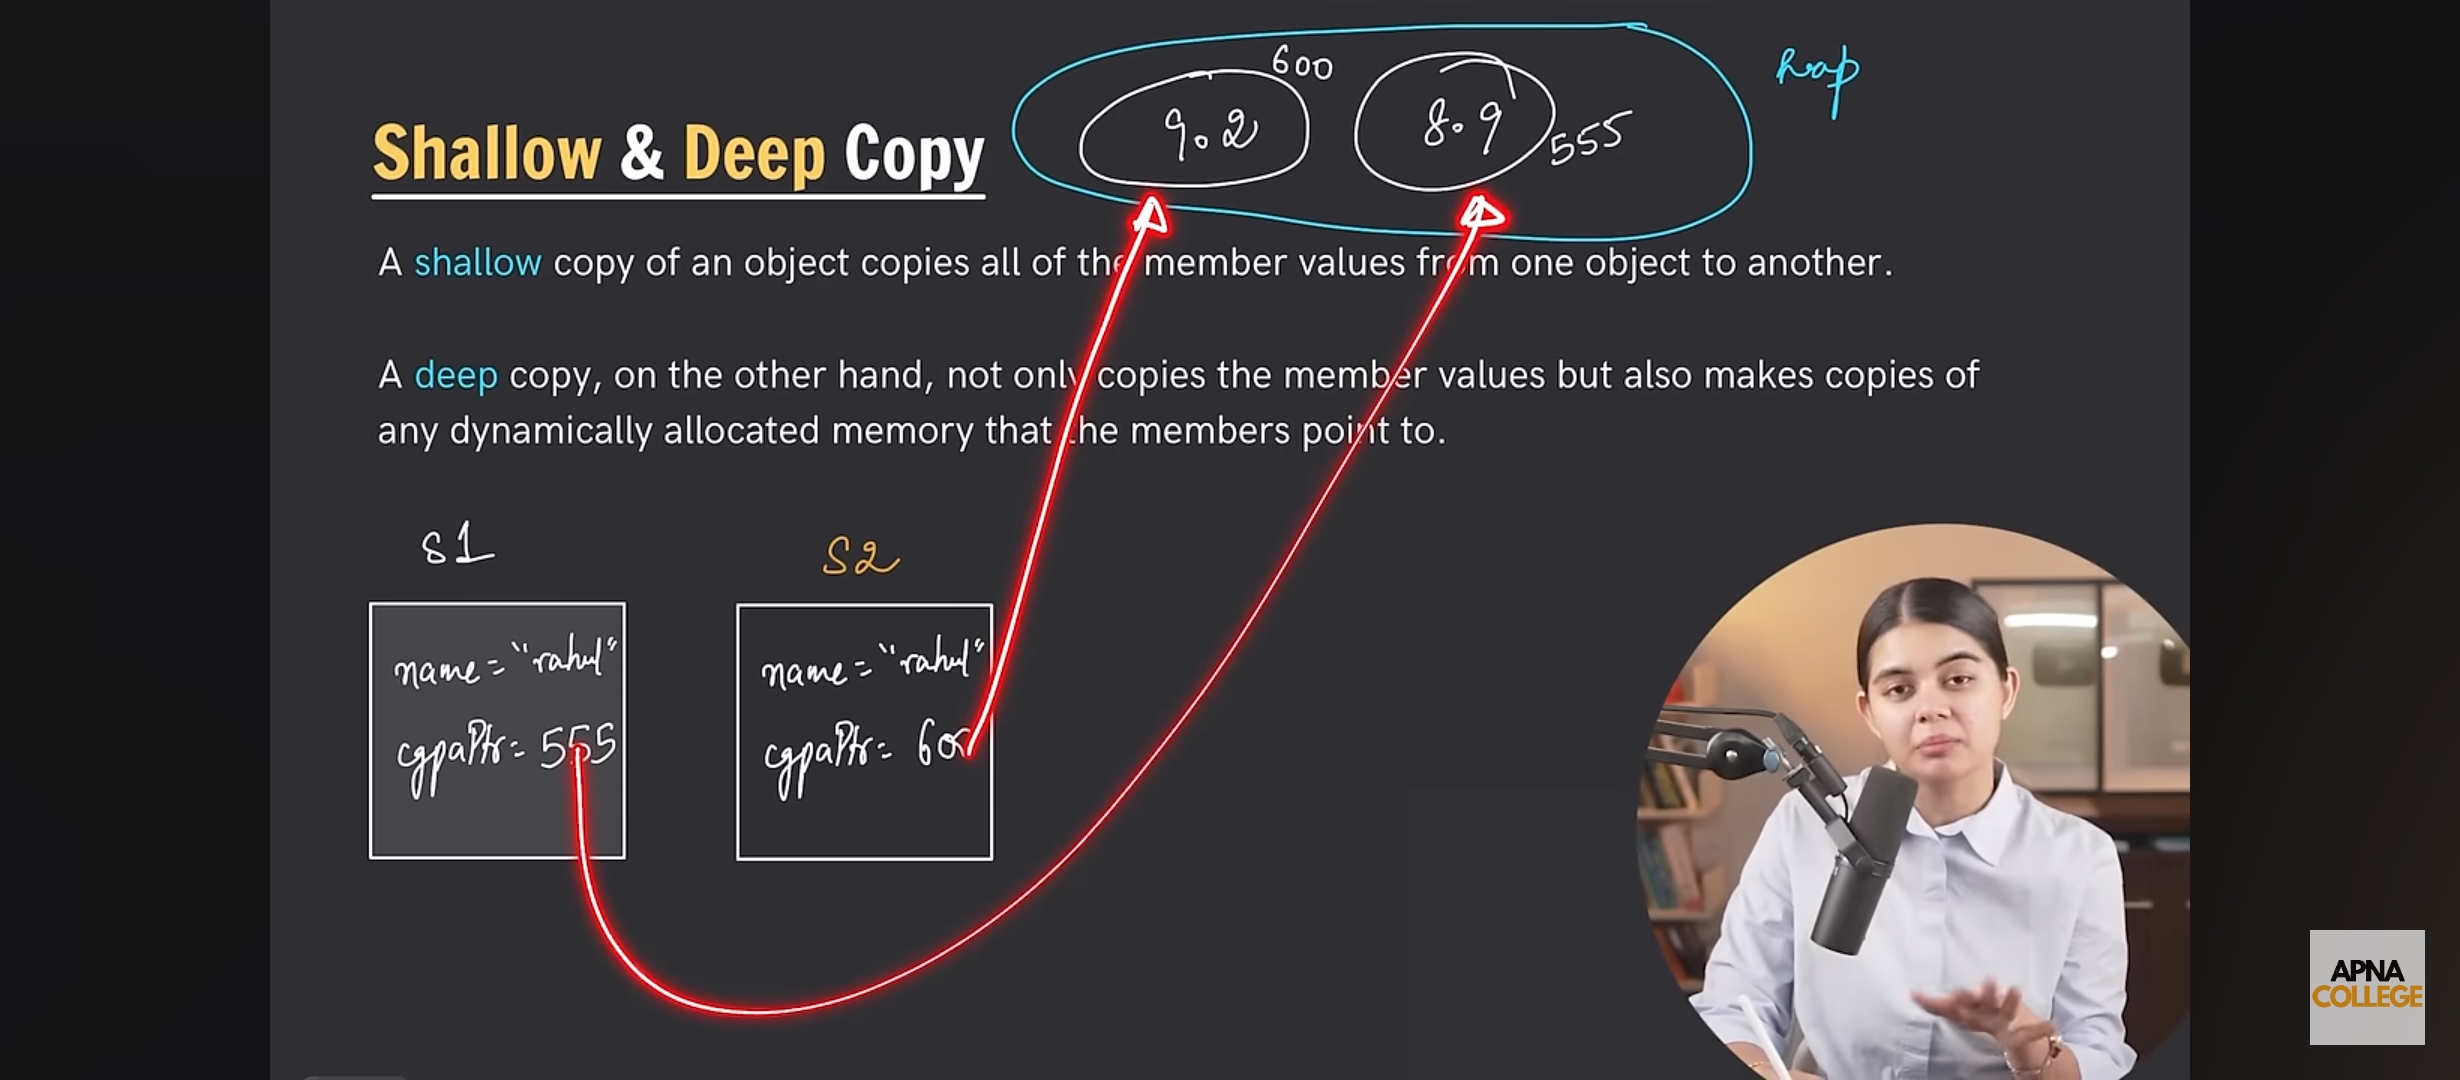 600
9.2
8.9
555
heap
Shallow & Deep Copy
A shallow copy of an object copies all of the member values from one object to another.
A deep copy, on the other hand, not only copies the member values but also makes copies of
any dynamically allocated memory that the members point to.
S1
name = "rahul"
cgpaPtr = 555
S2
name = "rahul"
cgpaPtr = 600
APNA
COLLEGE